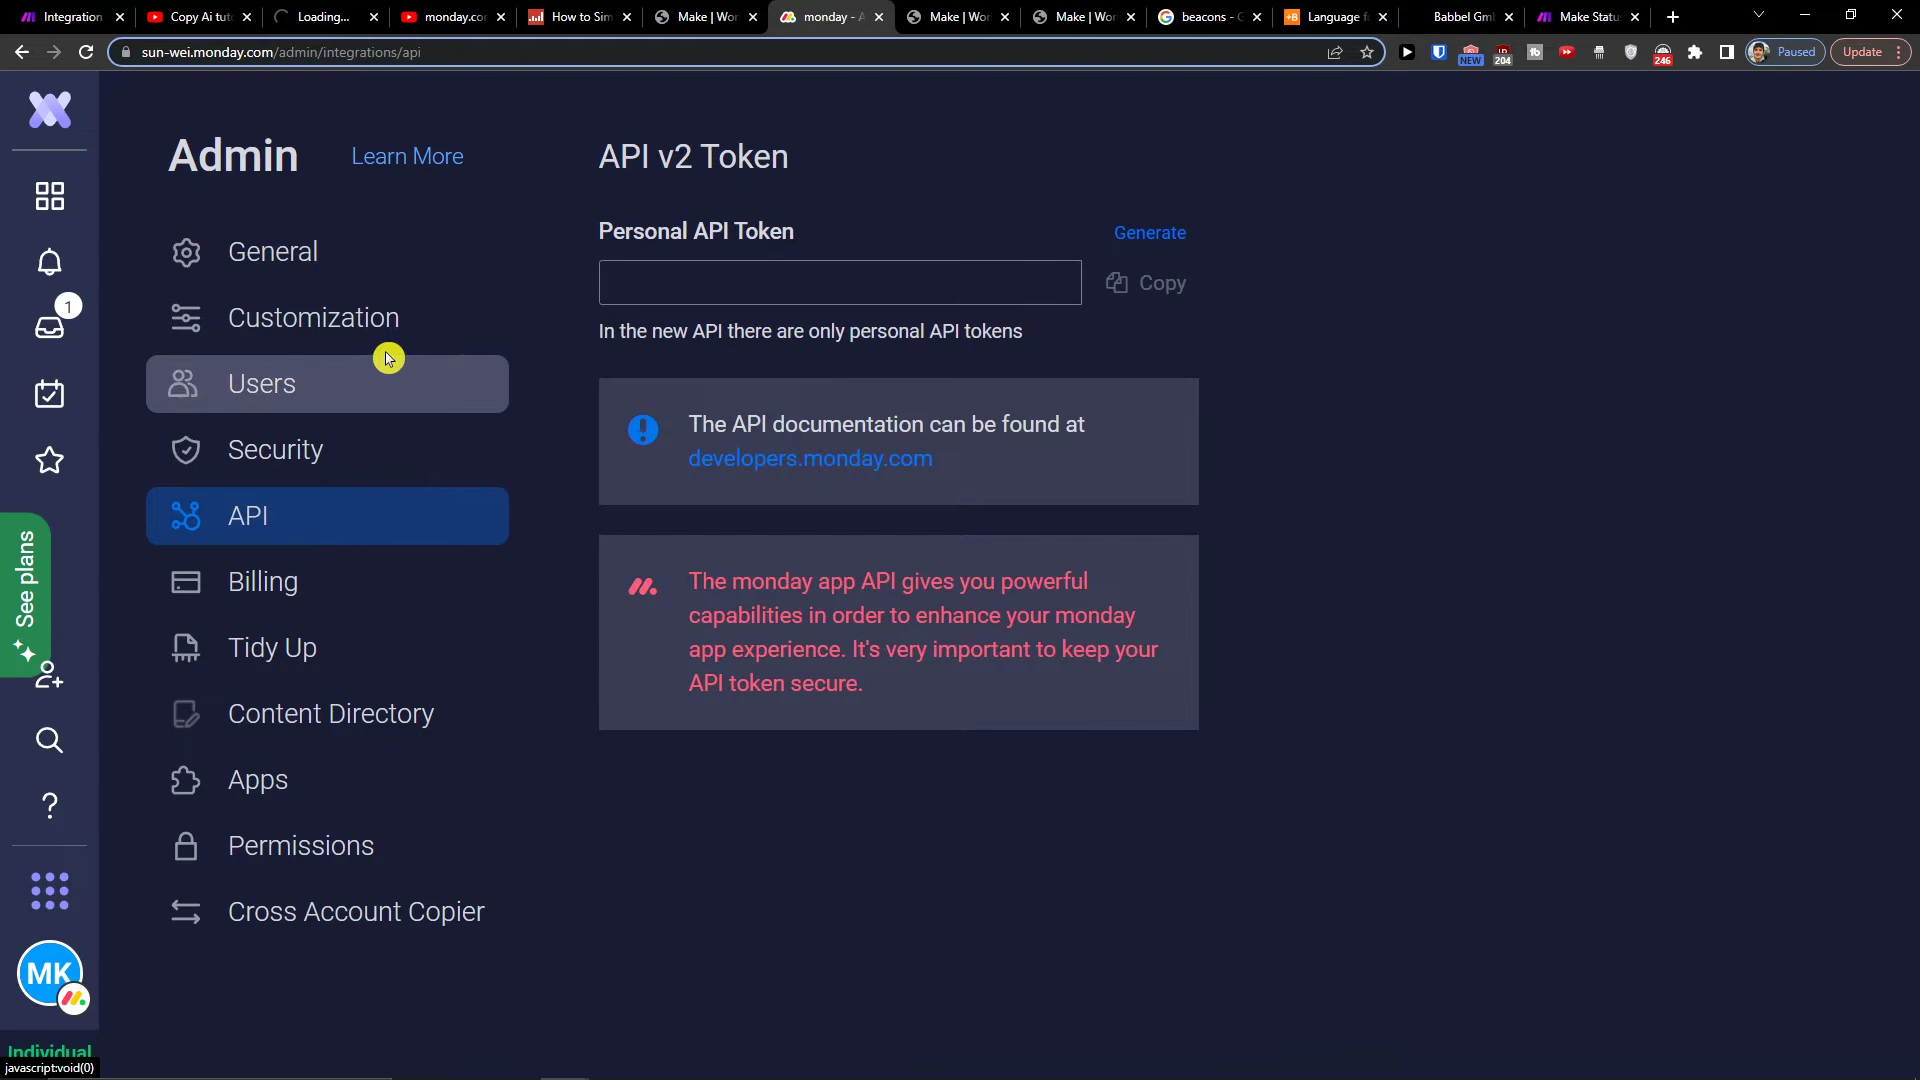 Integration
Copy Ai tut
Loading...
monday.co
How to Sim
Make | Wor
monday - A
Make | Wor
Make | Wor
beacons - G
Language f
Babbel Gm
Make Statu
sun-wei.monday.com/admin/integrations/api
NEW
204
246
Paused
Update
Admin
Learn More
General
Customization
Users
Security
API
Billing
Tidy Up
Content Directory
Apps
Permissions
Cross Account Copier
1
See plans
MK
Individual
javascript:void(0)
API v2 Token
Personal API Token
Generate
Copy
In the new API there are only personal API tokens
The API documentation can be found at
developers.monday.com
The monday app API gives you powerful
capabilities in order to enhance your monday
app experience. It's very important to keep your
API token secure.